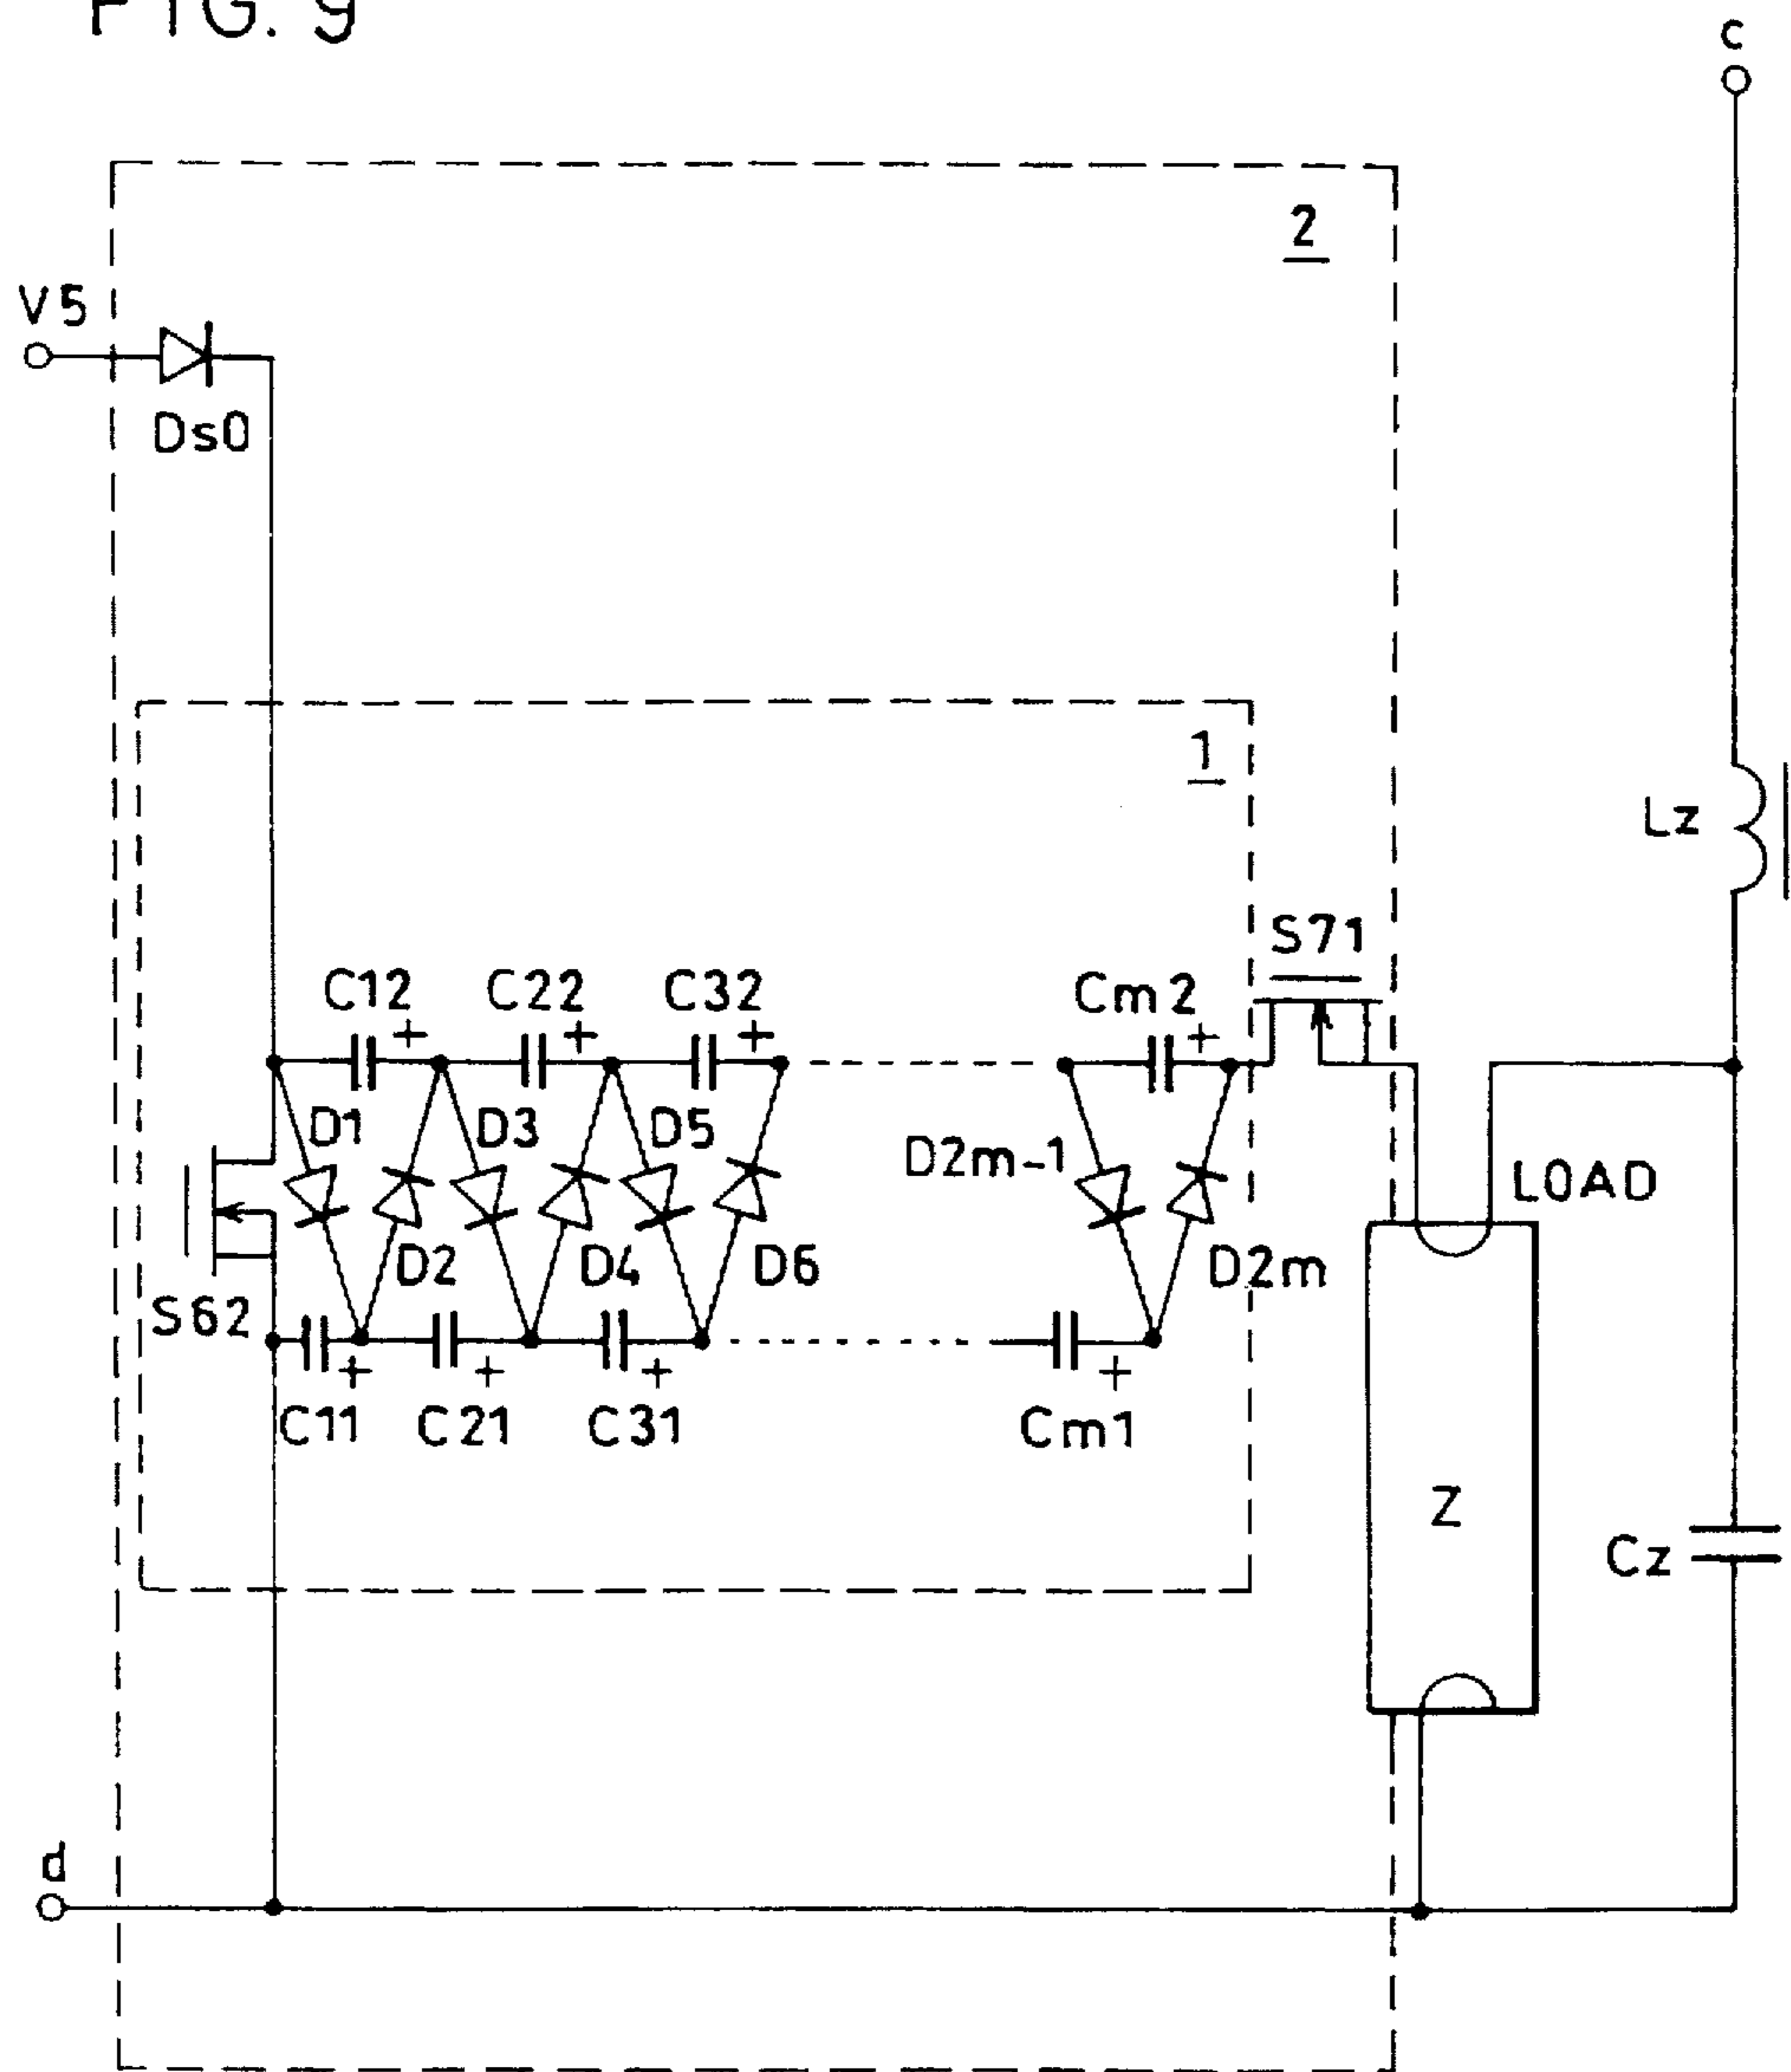 FIG. 9
c
2
V5
Ds0
1
Lz
S71
C12 C22 C32 Cm2
+ + + +
D1 D3 D5 D2m-1
LOAD
D2 D4 D6 D2m
S62
+ + + +
C11 C21 C31 Cm1
Z
Cz
d